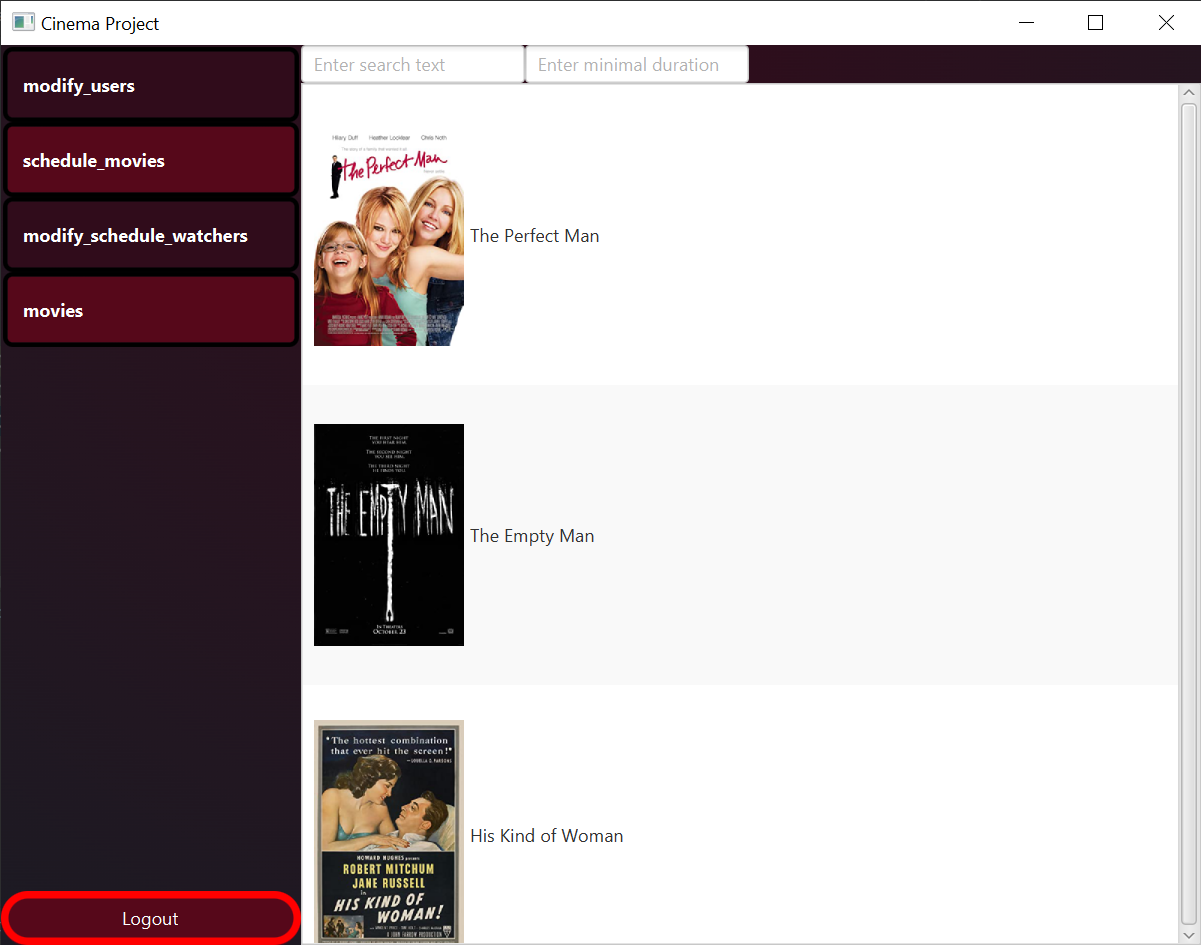 Cinema Project
modify_users
schedule_movies
modify_schedule_watchers
movies
Logout
Enter search text
Enter minimal duration
Hilary Duff Heather Locklear Chris Noth
The Perfect Man
The Perfect Man
THE FIRST NIGHT
YOU HEAR HIM.
THE SECOND NIGHT
YOU SEE HIM.
THE THIRD NIGHT
HE FINDS YOU.
THE EMPTY MAN
IN THEATERS
OCTOBER 23
The Empty Man
"The hottest combination
that ever hit the screen!"
—LOUELLA O. PARSONS
HOWARD HUGHES presents
ROBERT MITCHUM
JANE RUSSELL
in
HIS KIND OF
WOMAN!
A JOHN FARROW PRODUCTION
His Kind of Woman